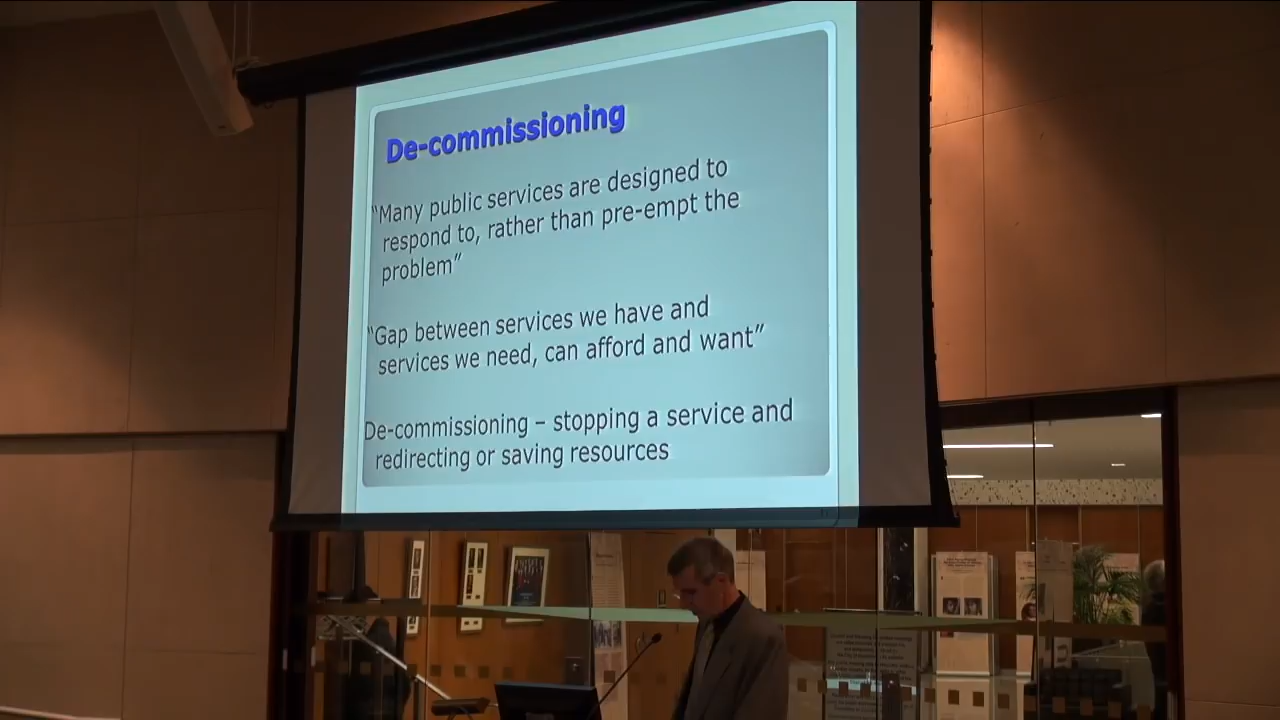 De-commissioning
“Many public services are designed to
respond to, rather than pre-empt the
problem”
“Gap between services we have and
services we need, can afford and want”
De-commissioning – stopping a service and
redirecting or saving resources